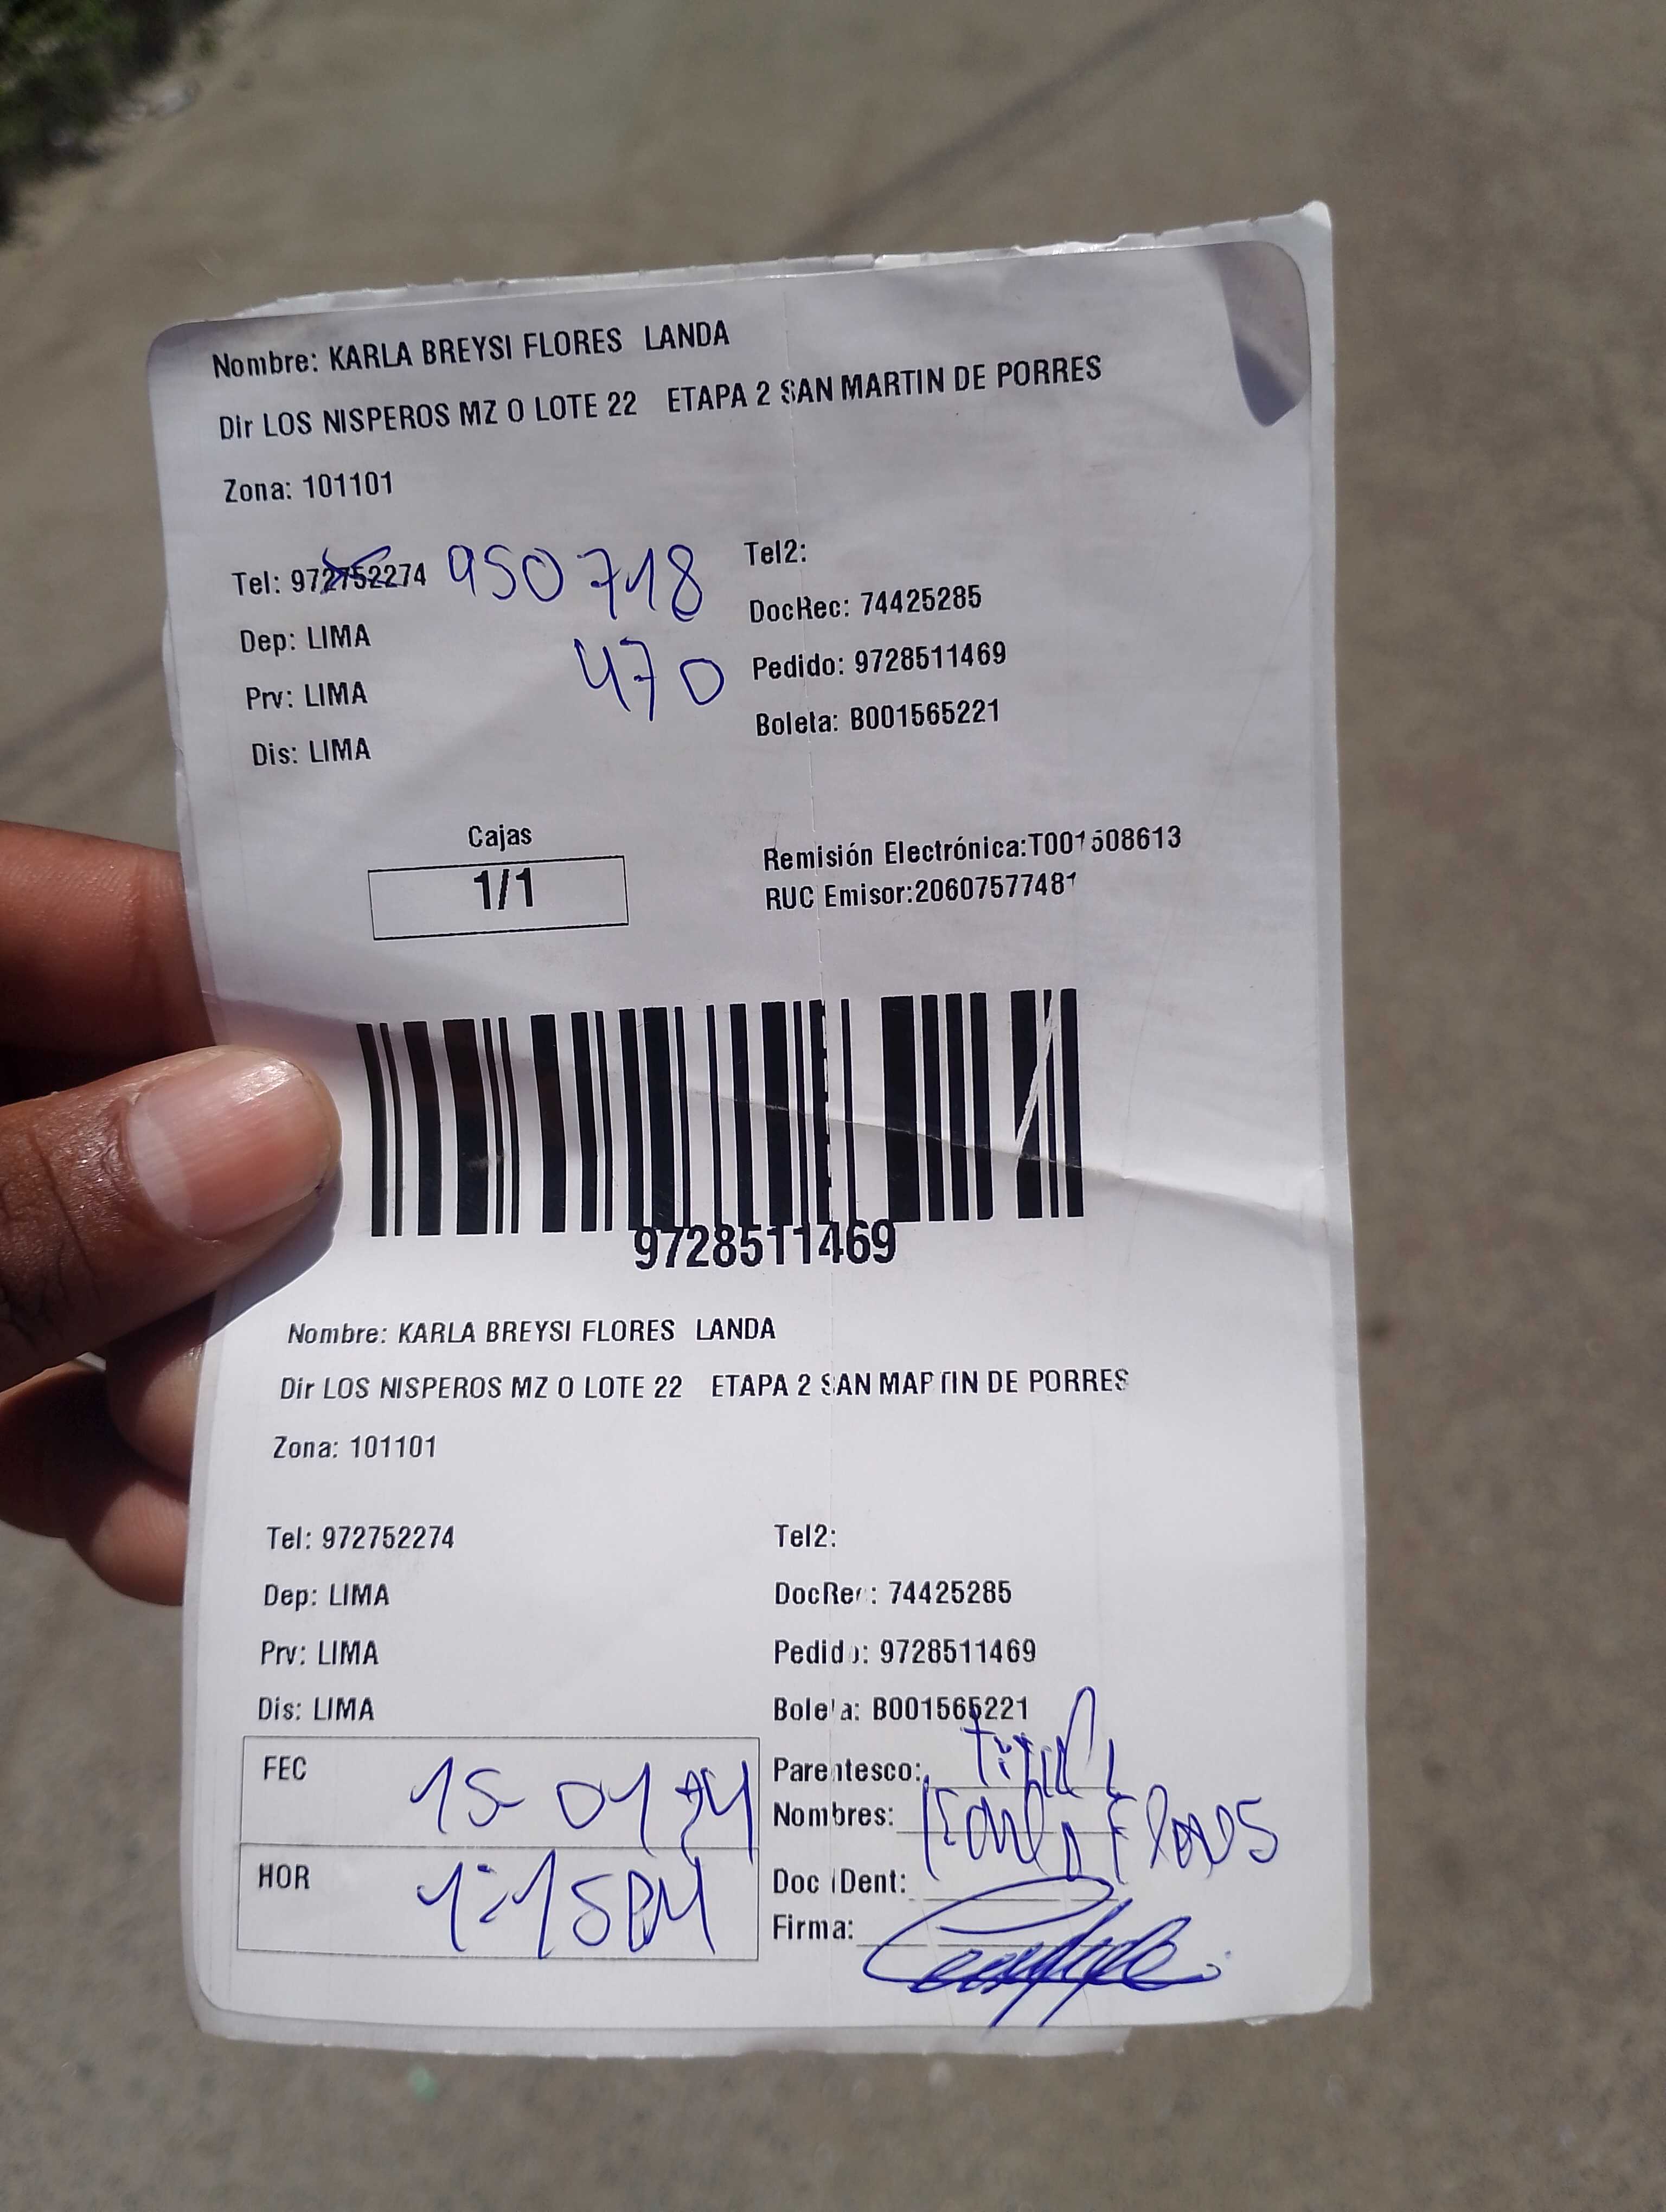 Nombre: KARLA BREYSI FLORES LANDA
Dir LOS NISPEROS MZ O LOTE 22 ETAPA 2 SAN MARTIN DE PORRES
Zona: 101101
Tel: 972752274 950718 Tel2:
470
DocRec: 74425285
Dep: LIMA
Pedido: 9728511469
Prv: LIMA
Boleta: B001565221
Dis: LIMA
Cajas
1/1
Remisión Electrónica:T001508613
RUC Emisor:20607577481
9728511469
Nombre: KARLA BREYSI FLORES LANDA
Dir LOS NISPEROS MZ O LOTE 22 ETAPA 2 SAN MARTIN DE PORRES
Zona: 101101
Tel: 972752274 Tel2:
Dep: LIMA DocRec: 74425285
Prv: LIMA Pedido: 9728511469
Dis: LIMA Boleta: B001565221
FEC 15-01-24
Parentesco:
Nombres: Karla Flores
HOR 1:15PM
Doc IDent:
Firma: